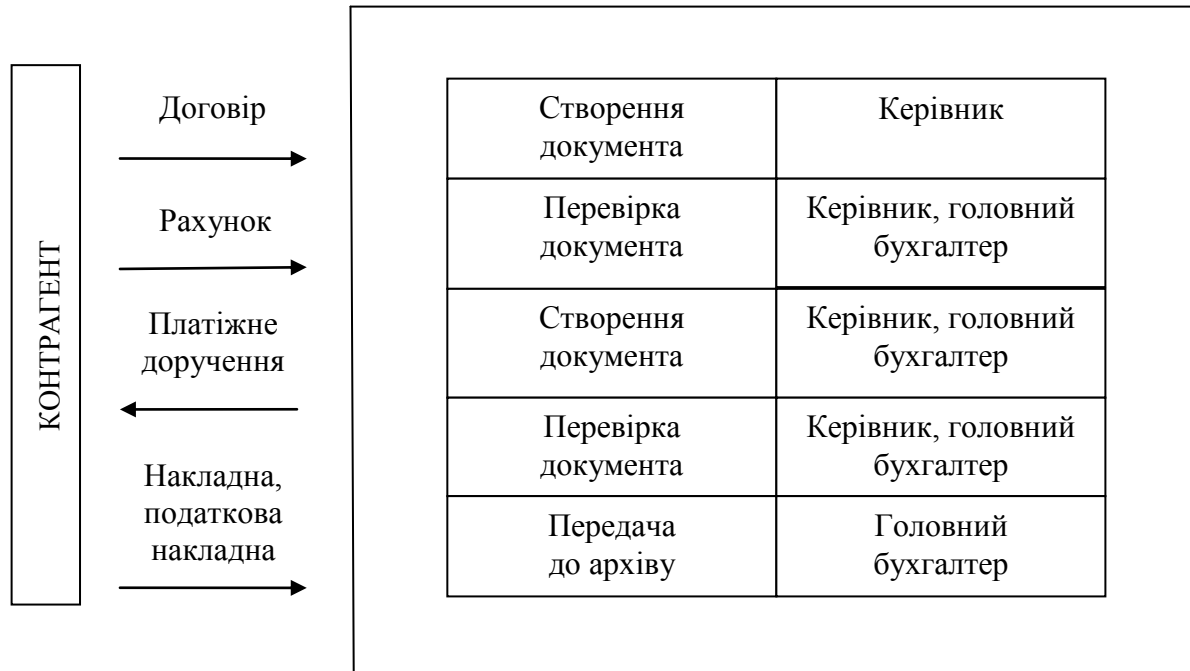 КОНТРАГЕНТ
Договір
Рахунок
Платіжне
доручення
Накладна,
податкова
накладна
Створення
документа
Керівник
Перевірка
документа
Керівник, головний
бухгалтер
Створення
документа
Керівник, головний
бухгалтер
Перевірка
документа
Керівник, головний
бухгалтер
Передача
до архіву
Головний
бухгалтер